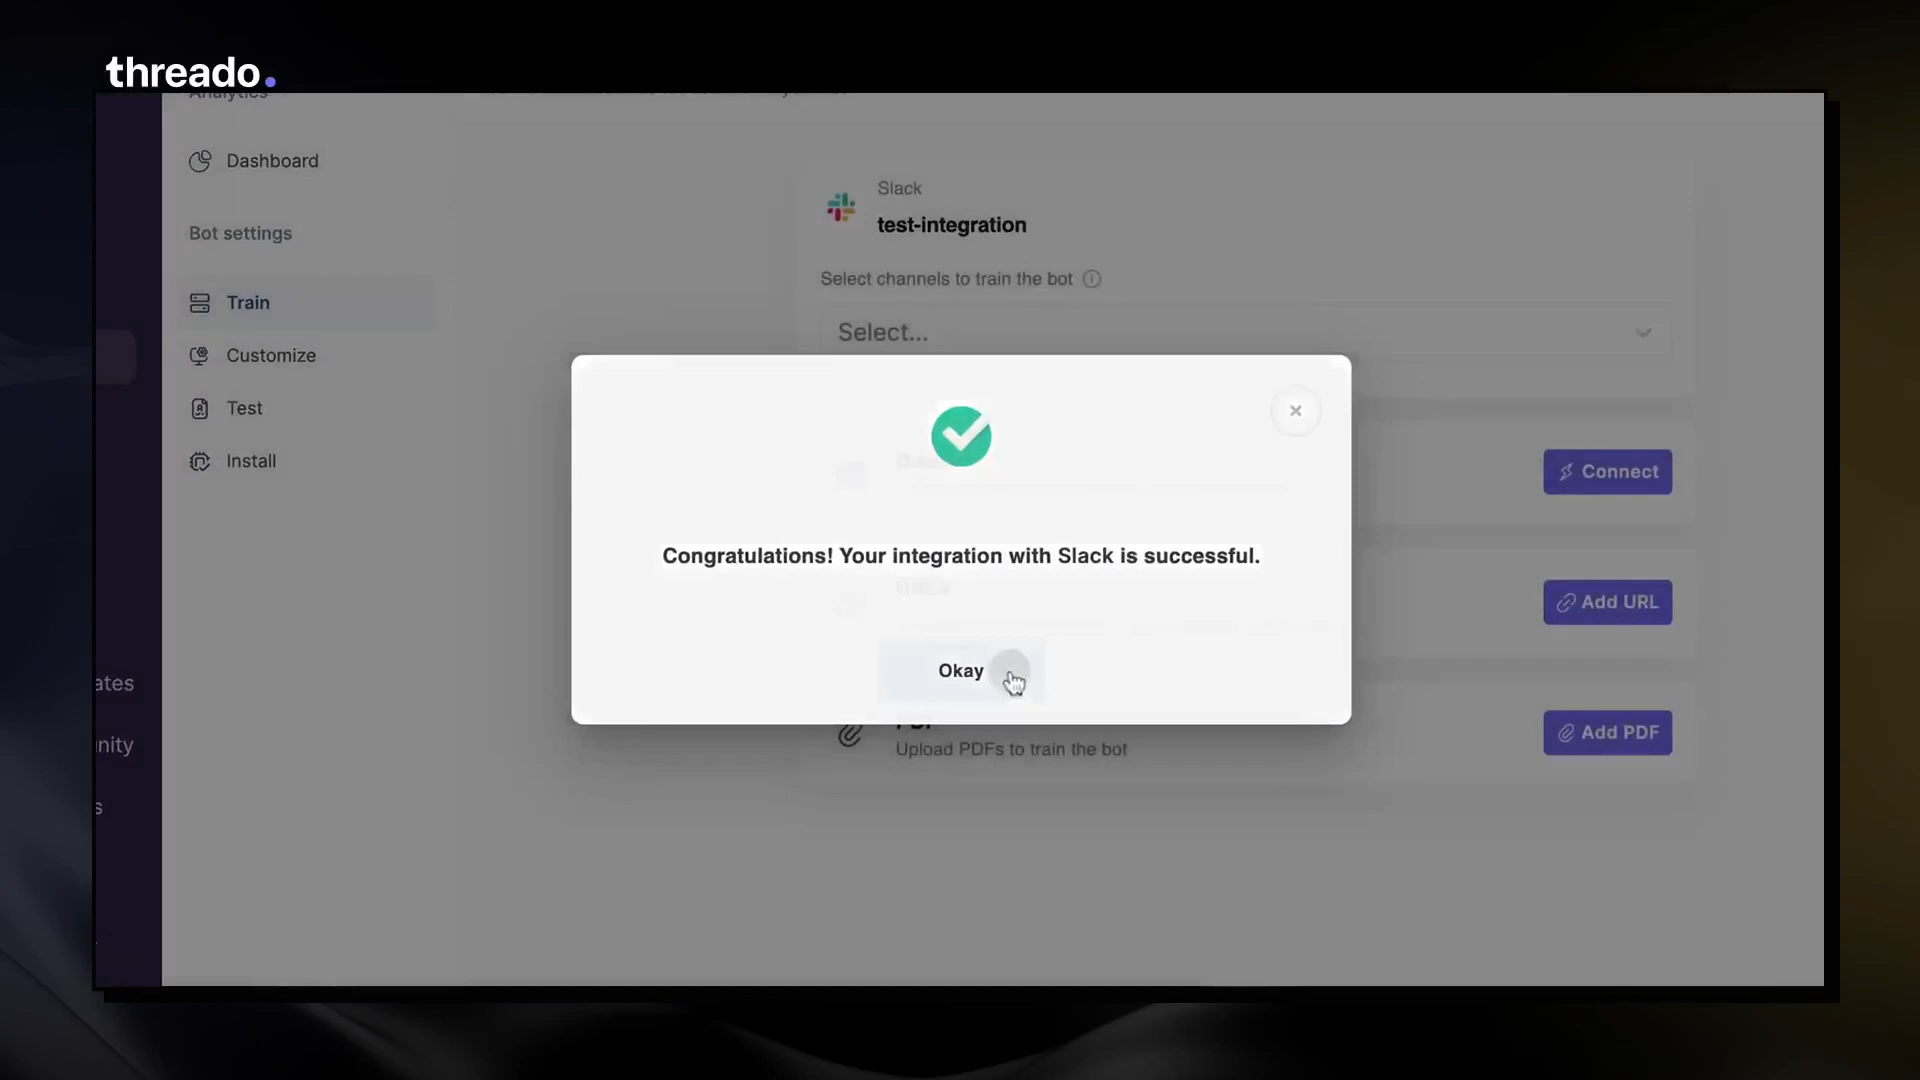 threado.
Analytics
Dashboard
Bot settings
Train
Customize
Test
Install
ates
nity
s
Slack
test-integration
Select channels to train the bot
Select...
Connect
Congratulations! Your integration with Slack is successful.
Add URL
Okay
PDF
Upload PDFs to train the bot
Add PDF